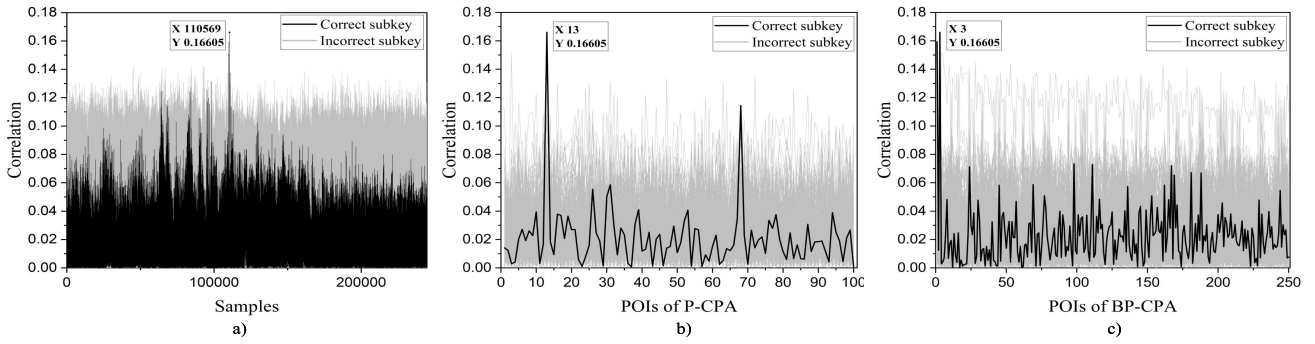 0.18
0.16
0.14
0.12
0.10
0.08
0.06
0.04
0.02
0.00
Correlation
X 110569
Y 0.16605
Correct subkey
Incorrect subkey
0 100000 200000
Samples
a)
0.18
0.16
0.14
0.12
0.10
0.08
0.06
0.04
0.02
0.00
Correlation
X 13
Y 0.16605
Correct subkey
Incorrect subkey
0 10 20 30 40 50 60 70 80 90 100
POIs of P-CPA
b)
0.18
0.16
0.14
0.12
0.10
0.08
0.06
0.04
0.02
0.00
Correlation
X 3
Y 0.16605
Correct subkey
Incorrect subkey
0 50 100 150 200 250
POIs of BP-CPA
c)